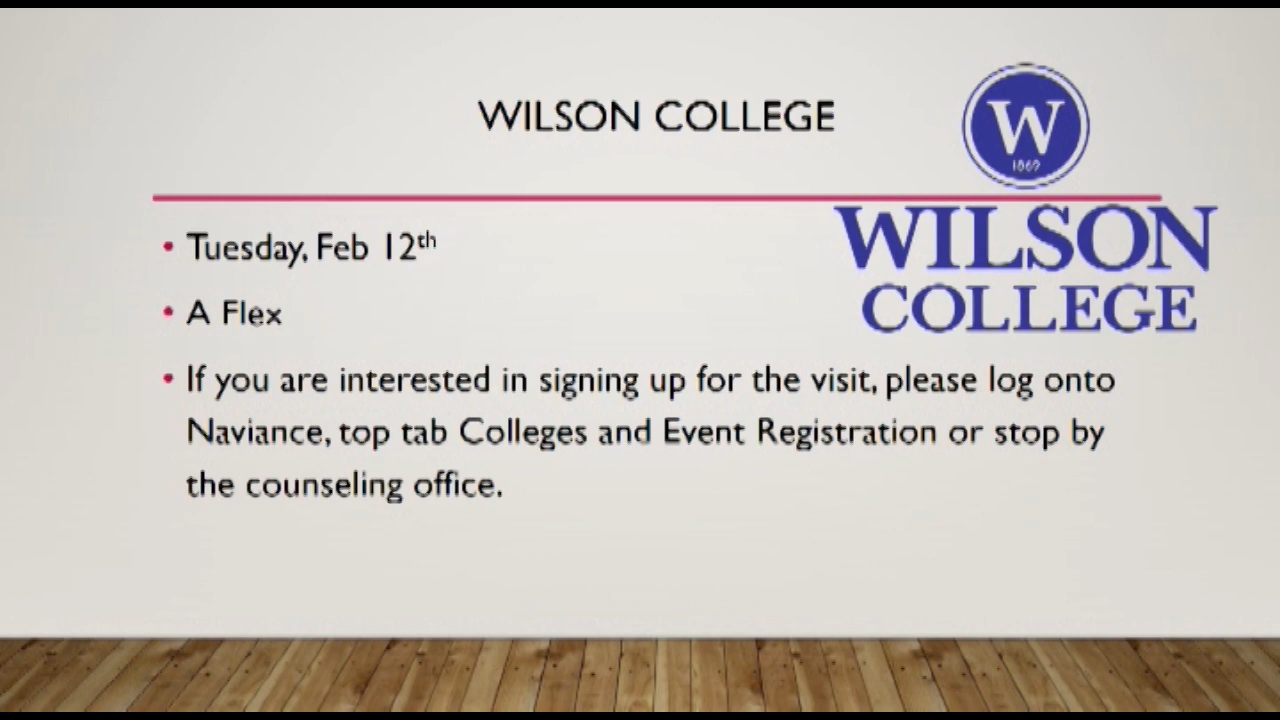 WILSON COLLEGE
W
1869
WILSON
COLLEGE
• Tuesday, Feb 12th
• A Flex
• If you are interested in signing up for the visit, please log onto
Naviance, top tab Colleges and Event Registration or stop by
the counseling office.